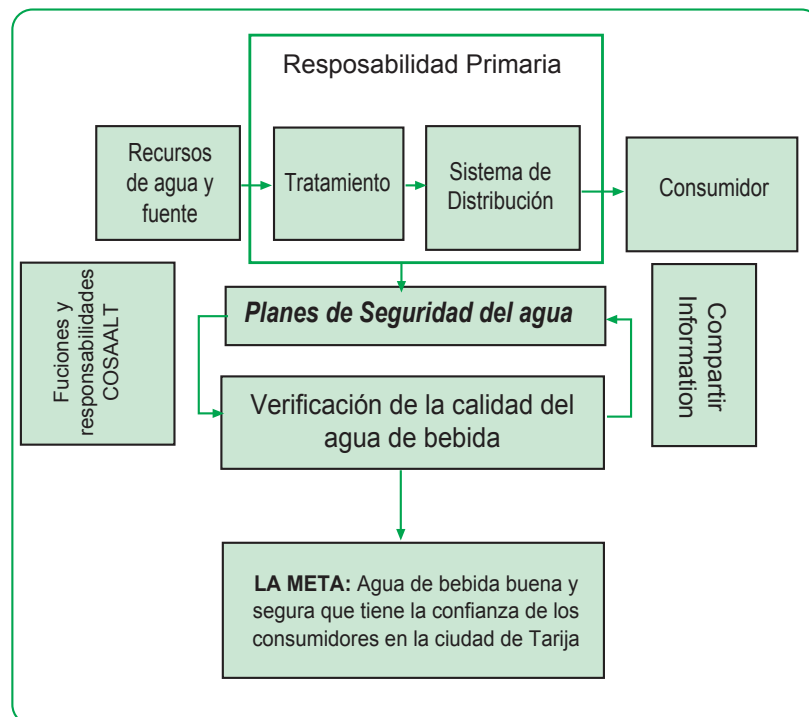 Resposabilidad Primaria
Recursos
de agua y
fuente
Tratamiento
Sistema de
Distribución
Consumidor
Fuciones y
responsabilidades
COSAALT
Planes de Seguridad del agua
Compartir
Information
Verificación de la calidad del
agua de bebida
LA META: Agua de bebida buena y
segura que tiene la confianza de los
consumidores en la ciudad de Tarija